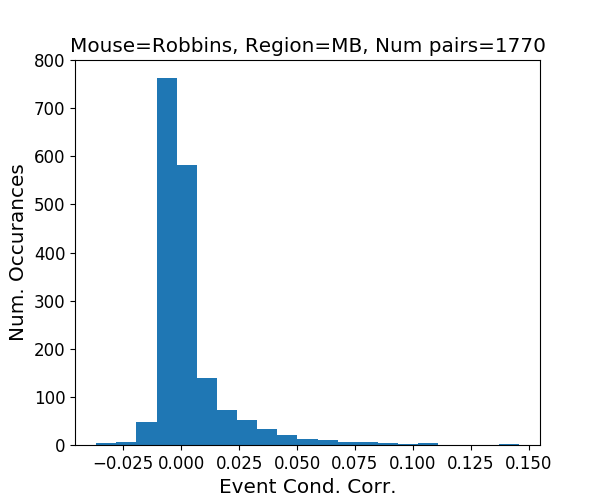 Mouse=Robbins, Region=MB, Num pairs=1770
800
700
600
500
400
300
200
100
0
Num. Occurances
−0.025 0.000 0.025 0.050 0.075 0.100 0.125 0.150
Event Cond. Corr.